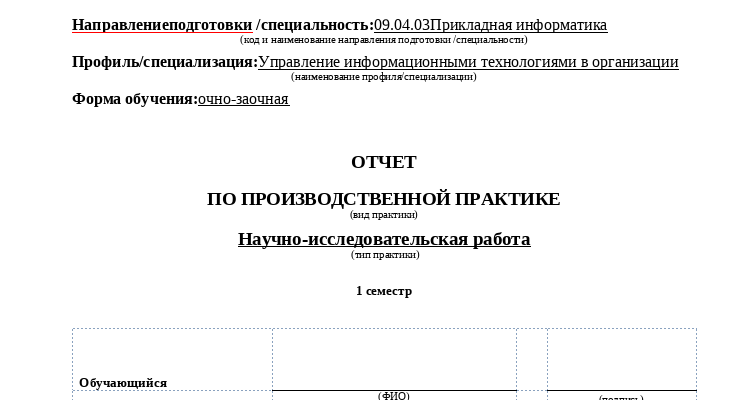 Направлениеподготовки /специальность:09.04.03Прикладная информатика
(код и наименование направления подготовки /специальности)
Профиль/специализация:Управление информационными технологиями в организации
(наименование профиля/специализации)
Форма обучения:очно-заочная
ОТЧЕТ
ПО ПРОИЗВОДСТВЕННОЙ ПРАКТИКЕ
(вид практики)
Научно-исследовательская работа
(тип практики)
1 семестр
Обучающийся
(ФИО) (подпись)